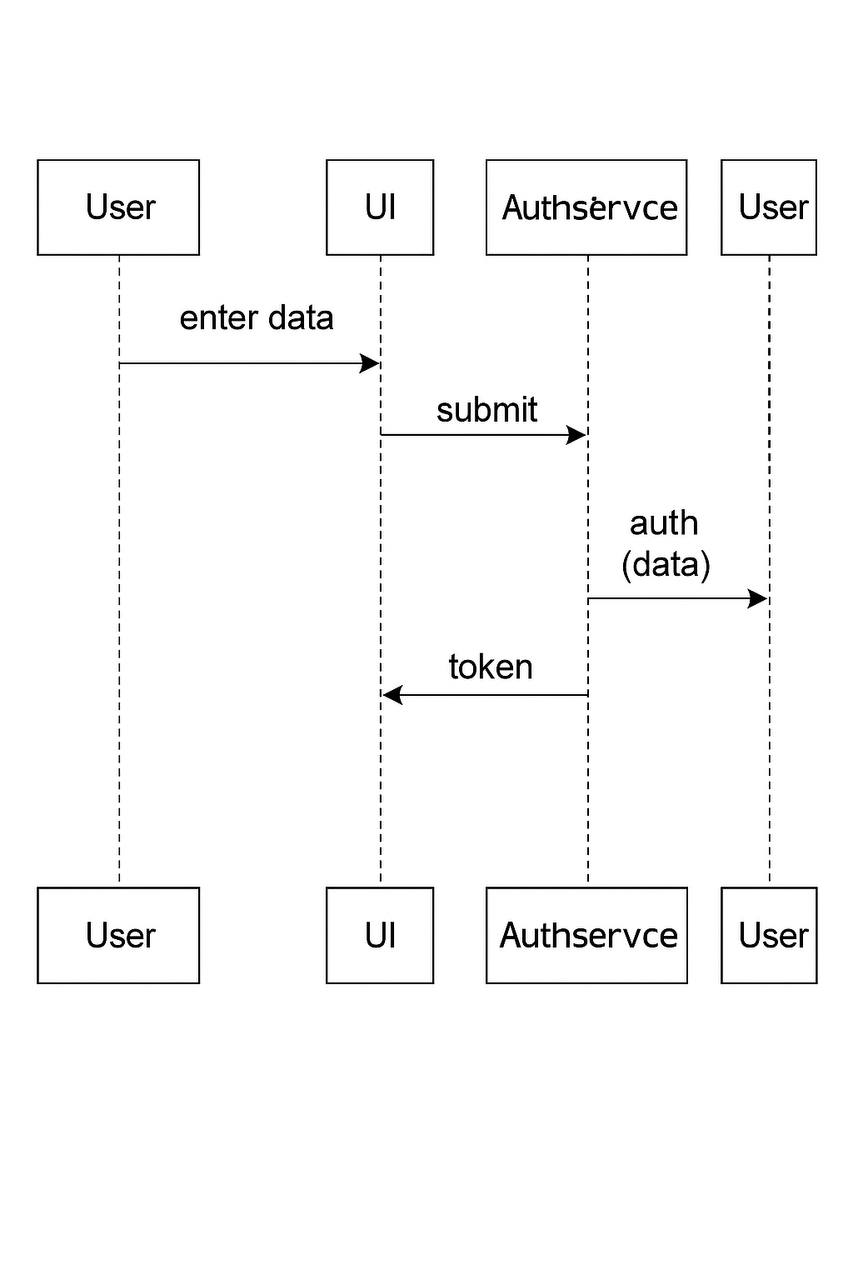 User
UI
Authservce
User
enter data
submit
auth
(data)
token
User
UI
Authservce
User